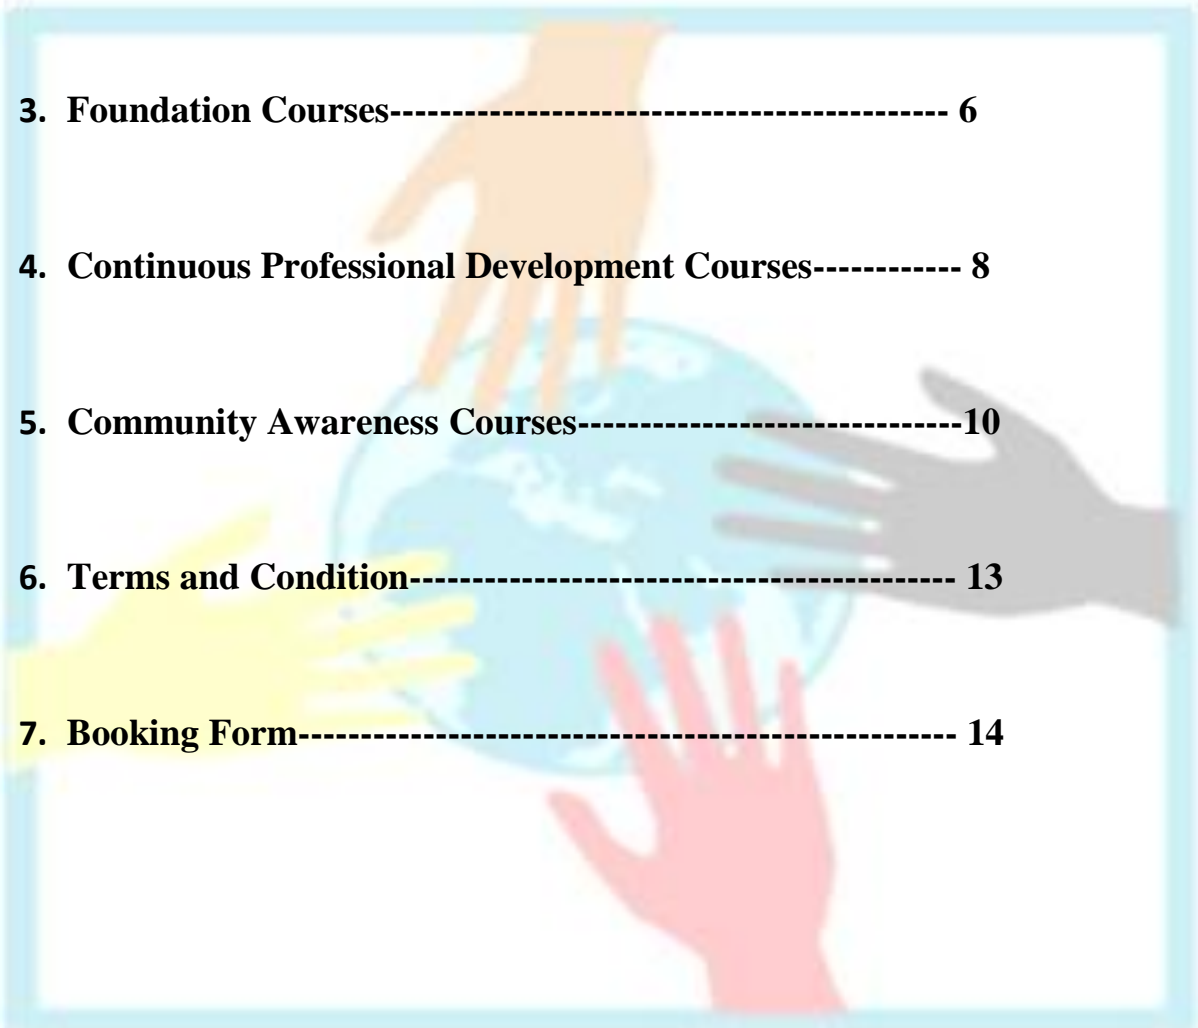 3. Foundation Courses--------------------------------------------- 6
4. Continuous Professional Development Courses------------ 8
5. Community Awareness Courses-------------------------------10
6. Terms and Condition-------------------------------------------- 13
7. Booking Form----------------------------------------------------- 14